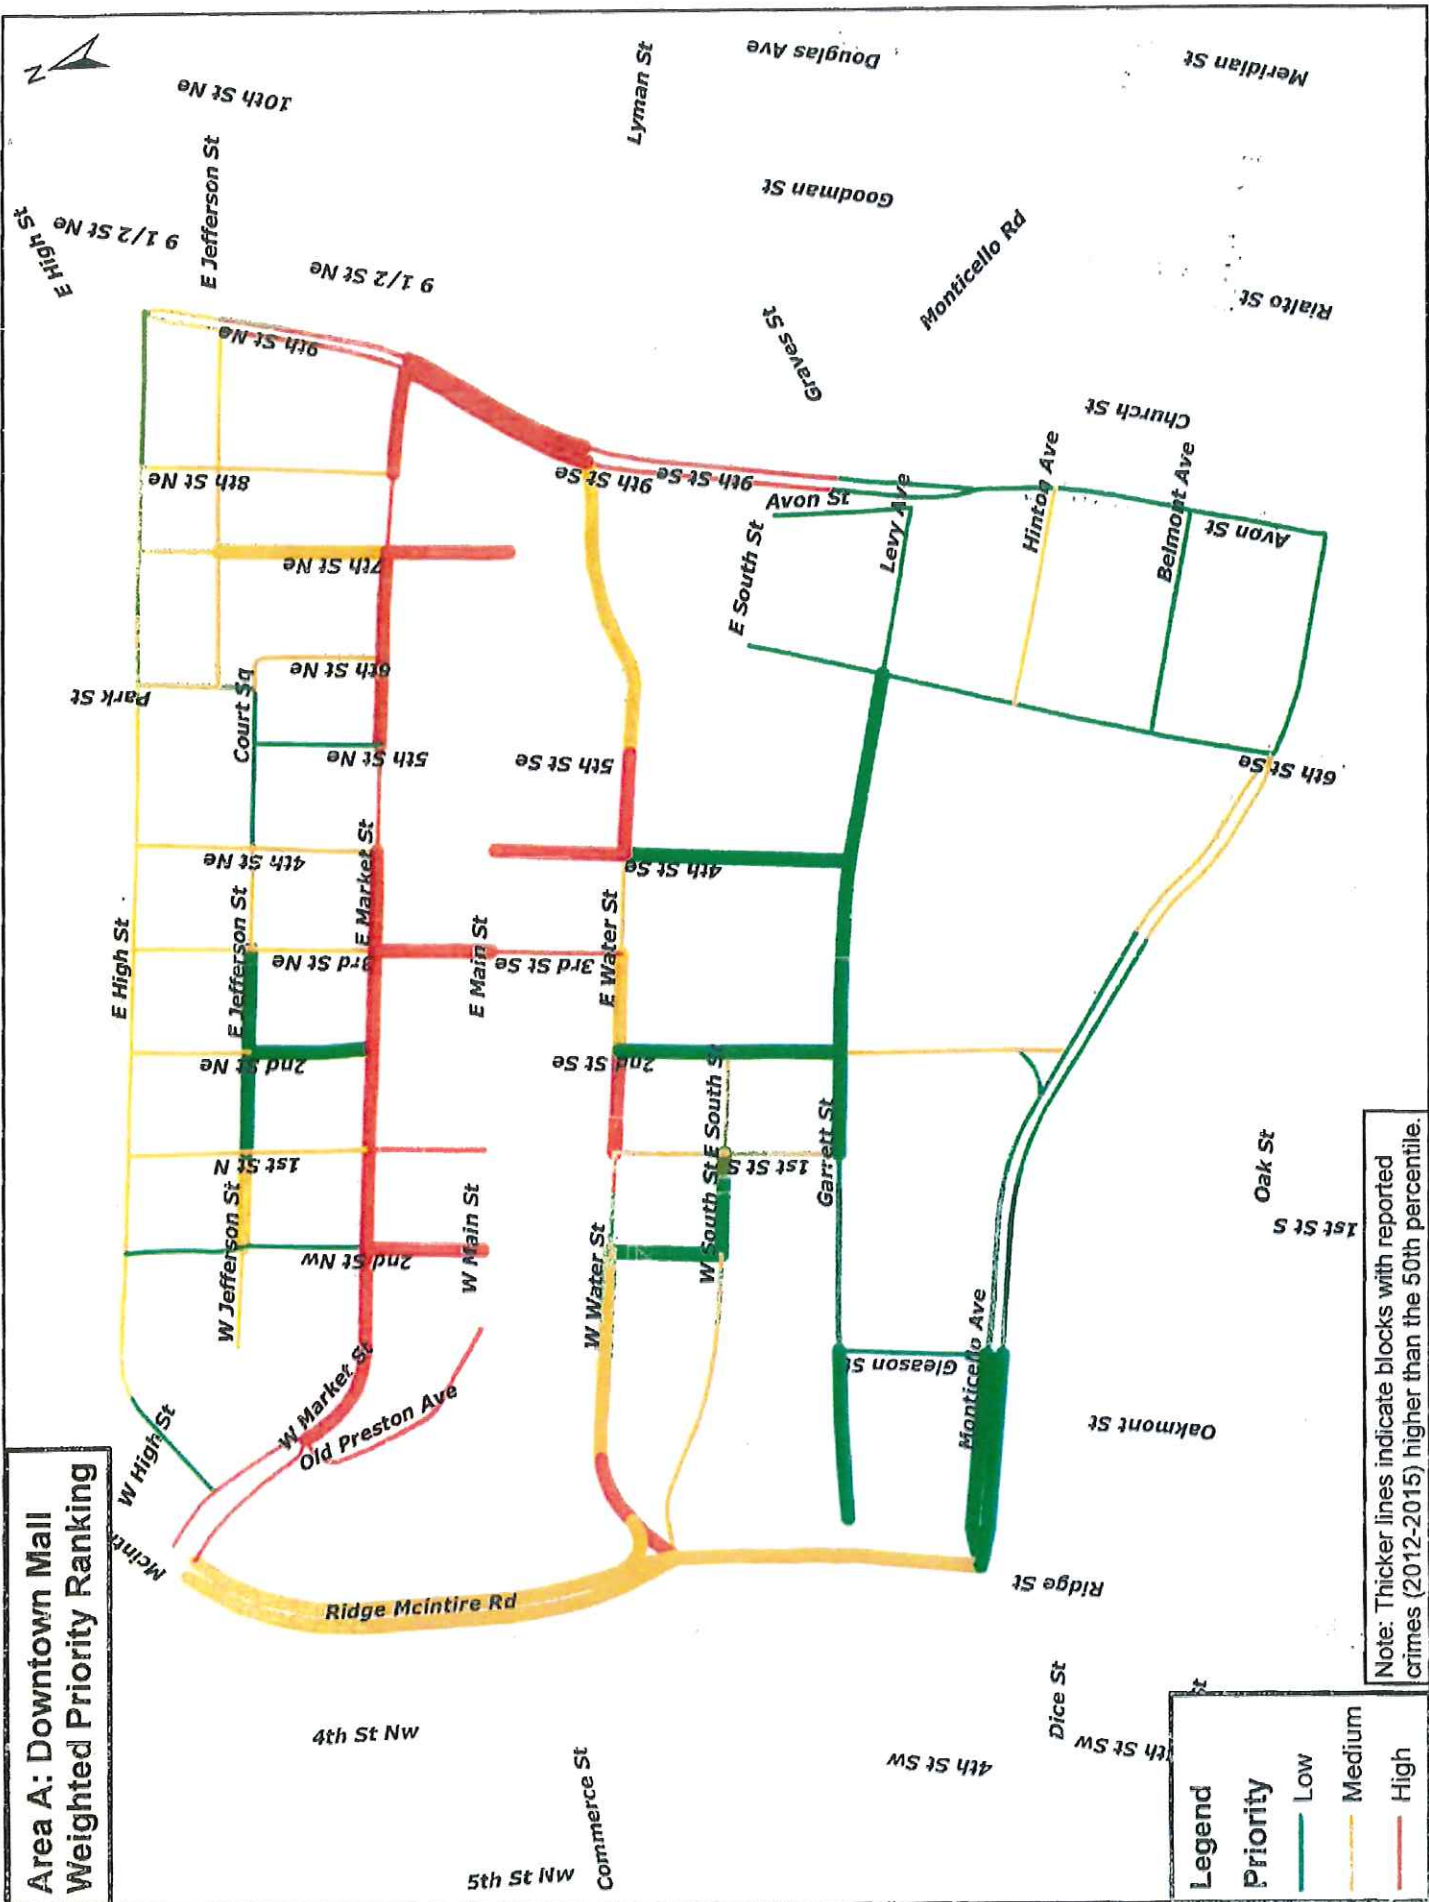 Area A: Downtown Mall
Weighted Priority Ranking
N
E High St
9 1/2 St Ne
10th St Ne
E Jefferson St
9 1/2 St Ne
Lyman St
Douglas Ave
Meridian St
Goodman St
Monticello Rd
Rialto St
Graves St
Church St
9th St Ne
8th St Ne
7th St Ne
6th St Ne
5th St Ne
4th St Ne
3rd St Ne
2nd St Ne
1st St N
2nd St Nw
Park St
Court Sq
E High St
E Jefferson St
E Market St
E Main St
E Water St
W High St
W Jefferson St
W Market St
Old Preston Ave
W Main St
W Water St
9th St Se
9th St Se
Avon St
E South St
Levy Ave
Hinton Ave
Belmont Ave
Avon St
6th St Se
5th St Se
4th St Se
3rd St Se
2nd St Se
E South St
W South St
1st St S
Garrett St
Gleason St
Monticello Ave
Oak St
1st St S
Oakmont St
Ridge St
Ridge Mcintire Rd
4th St Nw
5th St Nw
Commerce St
4th St Sw
Dice St
Legend
Priority
Low
Medium
High
Note: Thicker lines indicate blocks with reported
crimes (2012-2015) higher than the 50th percentile.